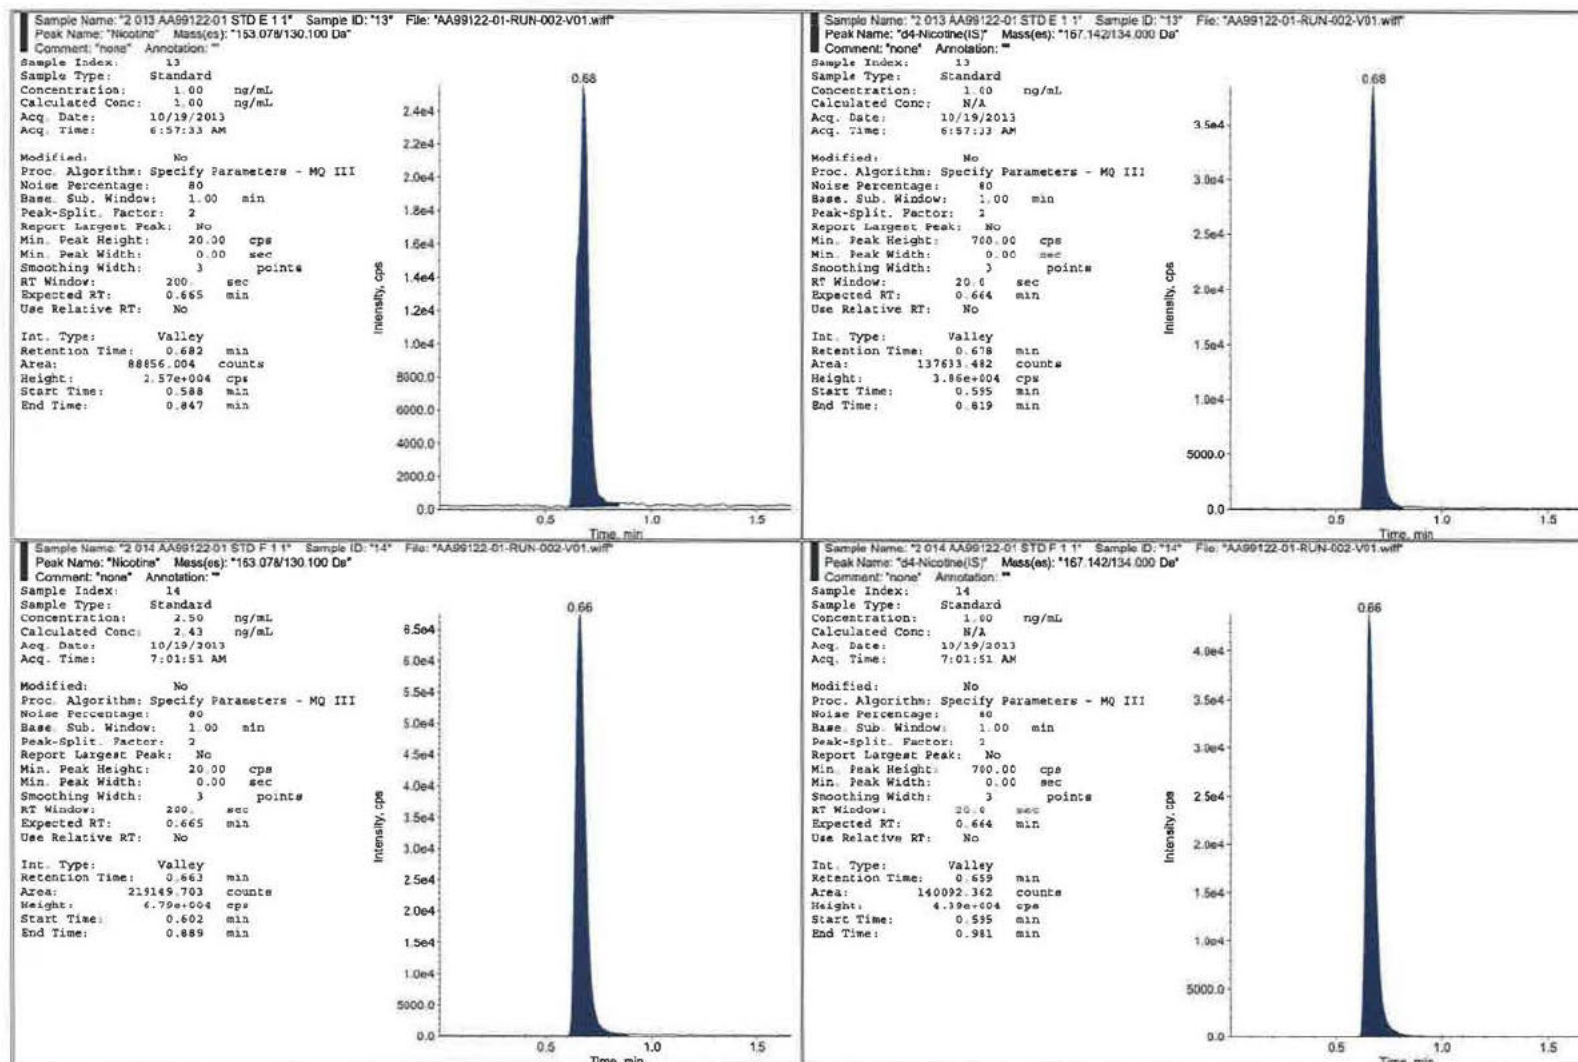 Sample Name: "2 013 AA99122-01 STD E 1 1" Sample ID: "13" File: "AA99122-01-RUN-002-V01.wiff"
Peak Name: "Nicotine" Mass(es): "163.078/130.100 Da"
Comment: "none" Annotation: ""
Sample Index: 13
Sample Type: Standard
Concentration: 1.00 ng/mL
Calculated Conc: 1.00 ng/mL
Acq. Date: 10/19/2013
Acq. Time: 6:57:33 AM
Modified: No
Proc. Algorithm: Specify Parameters - MQ III
Noise Percentage: 80
Base. Sub. Window: 1.00 min
Peak-Split. Factor: 2
Report Largest Peak: No
Min. Peak Height: 20.00 cps
Min. Peak Width: 0.00 sec
Smoothing Width: 3 points
RT Window: 200. sec
Expected RT: 0.665 min
Use Relative RT: No
Int. Type: Valley
Retention Time: 0.682 min
Area: 88856.004 counts
Height: 2.57e+004 cps
Start Time: 0.588 min
End Time: 0.847 min
0.68
2.4e4
2.2e4
2.0e4
1.8e4
1.6e4
1.4e4
1.2e4
1.0e4
8000.0
6000.0
4000.0
2000.0
0.0
Intensity, cps
0.5 1.0 1.5
Time, min
Sample Name: "2 013 AA99122-01 STD E 1 1" Sample ID: "13" File: "AA99122-01-RUN-002-V01.wiff"
Peak Name: "d4-Nicotine(IS)" Mass(es): "167.142/134.000 Da"
Comment: "none" Annotation: ""
Sample Index: 13
Sample Type: Standard
Concentration: 1.00 ng/mL
Calculated Conc: N/A
Acq. Date: 10/19/2013
Acq. Time: 6:57:33 AM
Modified: No
Proc. Algorithm: Specify Parameters - MQ III
Noise Percentage: 80
Base. Sub. Window: 1.00 min
Peak-Split. Factor: 2
Report Largest Peak: No
Min. Peak Height: 700.00 cps
Min. Peak Width: 0.00 sec
Smoothing Width: 3 points
RT Window: 20.0 sec
Expected RT: 0.664 min
Use Relative RT: No
Int. Type: Valley
Retention Time: 0.678 min
Area: 137633.482 counts
Height: 3.86e+004 cps
Start Time: 0.595 min
End Time: 0.819 min
0.68
3.5e4
3.0e4
2.5e4
2.0e4
1.5e4
1.0e4
5000.0
0.0
Intensity, cps
0.5 1.0 1.5
Time, min
Sample Name: "2 014 AA99122-01 STD F 1 1" Sample ID: "14" File: "AA99122-01-RUN-002-V01.wiff"
Peak Name: "Nicotine" Mass(es): "163.078/130.100 Da"
Comment: "none" Annotation: ""
Sample Index: 14
Sample Type: Standard
Concentration: 2.50 ng/mL
Calculated Conc: 2.43 ng/mL
Acq. Date: 10/19/2013
Acq. Time: 7:01:51 AM
Modified: No
Proc. Algorithm: Specify Parameters - MQ III
Noise Percentage: 80
Base. Sub. Window: 1.00 min
Peak-Split. Factor: 2
Report Largest Peak: No
Min. Peak Height: 20.00 cps
Min. Peak Width: 0.00 sec
Smoothing Width: 3 points
RT Window: 200. sec
Expected RT: 0.665 min
Use Relative RT: No
Int. Type: Valley
Retention Time: 0.663 min
Area: 219149.703 counts
Height: 6.79e+004 cps
Start Time: 0.602 min
End Time: 0.889 min
0.66
6.5e4
6.0e4
5.5e4
5.0e4
4.5e4
4.0e4
3.5e4
3.0e4
2.5e4
2.0e4
1.5e4
1.0e4
5000.0
0.0
Intensity, cps
0.5 1.0 1.5
Time, min
Sample Name: "2 014 AA99122-01 STD F 1 1" Sample ID: "14" File: "AA99122-01-RUN-002-V01.wiff"
Peak Name: "d4-Nicotine(IS)" Mass(es): "167.142/134.000 Da"
Comment: "none" Annotation: ""
Sample Index: 14
Sample Type: Standard
Concentration: 1.00 ng/mL
Calculated Conc: N/A
Acq. Date: 10/19/2013
Acq. Time: 7:01:51 AM
Modified: No
Proc. Algorithm: Specify Parameters - MQ III
Noise Percentage: 80
Base. Sub. Window: 1.00 min
Peak-Split. Factor: 2
Report Largest Peak: No
Min. Peak Height: 700.00 cps
Min. Peak Width: 0.00 sec
Smoothing Width: 3 points
RT Window: 20.0 sec
Expected RT: 0.664 min
Use Relative RT: No
Int. Type: Valley
Retention Time: 0.659 min
Area: 140092.362 counts
Height: 4.39e+004 cps
Start Time: 0.595 min
End Time: 0.981 min
0.66
4.0e4
3.5e4
3.0e4
2.5e4
2.0e4
1.5e4
1.0e4
5000.0
0.0
Intensity, cps
0.5 1.0 1.5
Time, min